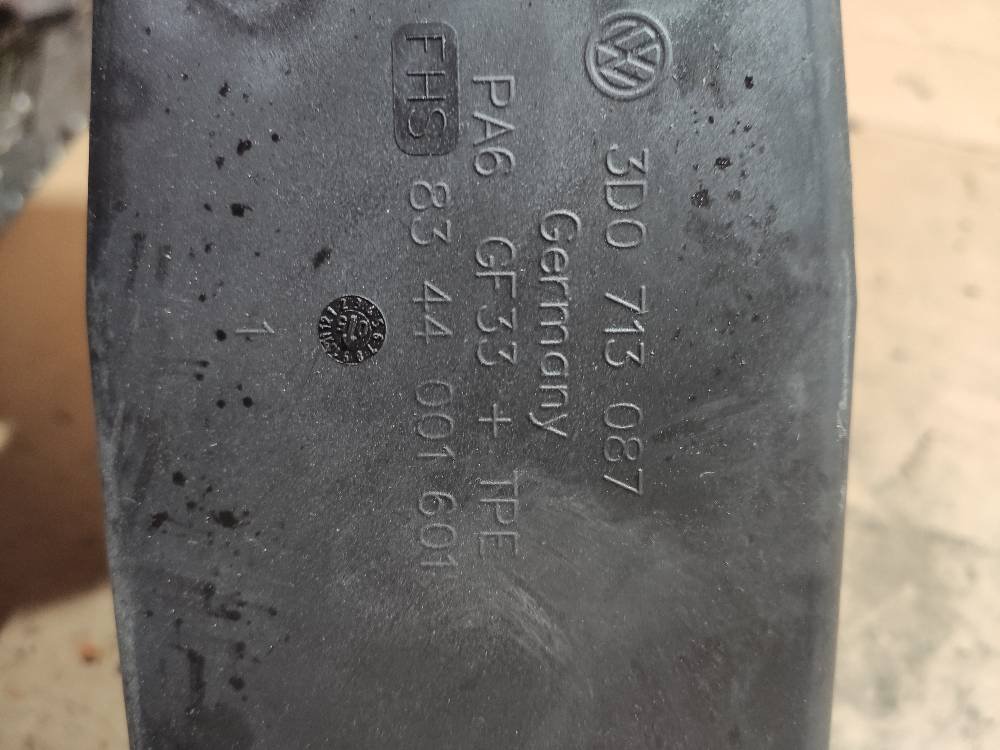 3D0 713 087
Germany
PA6 GF33 + TPE
FHS 83 44 001 601
1